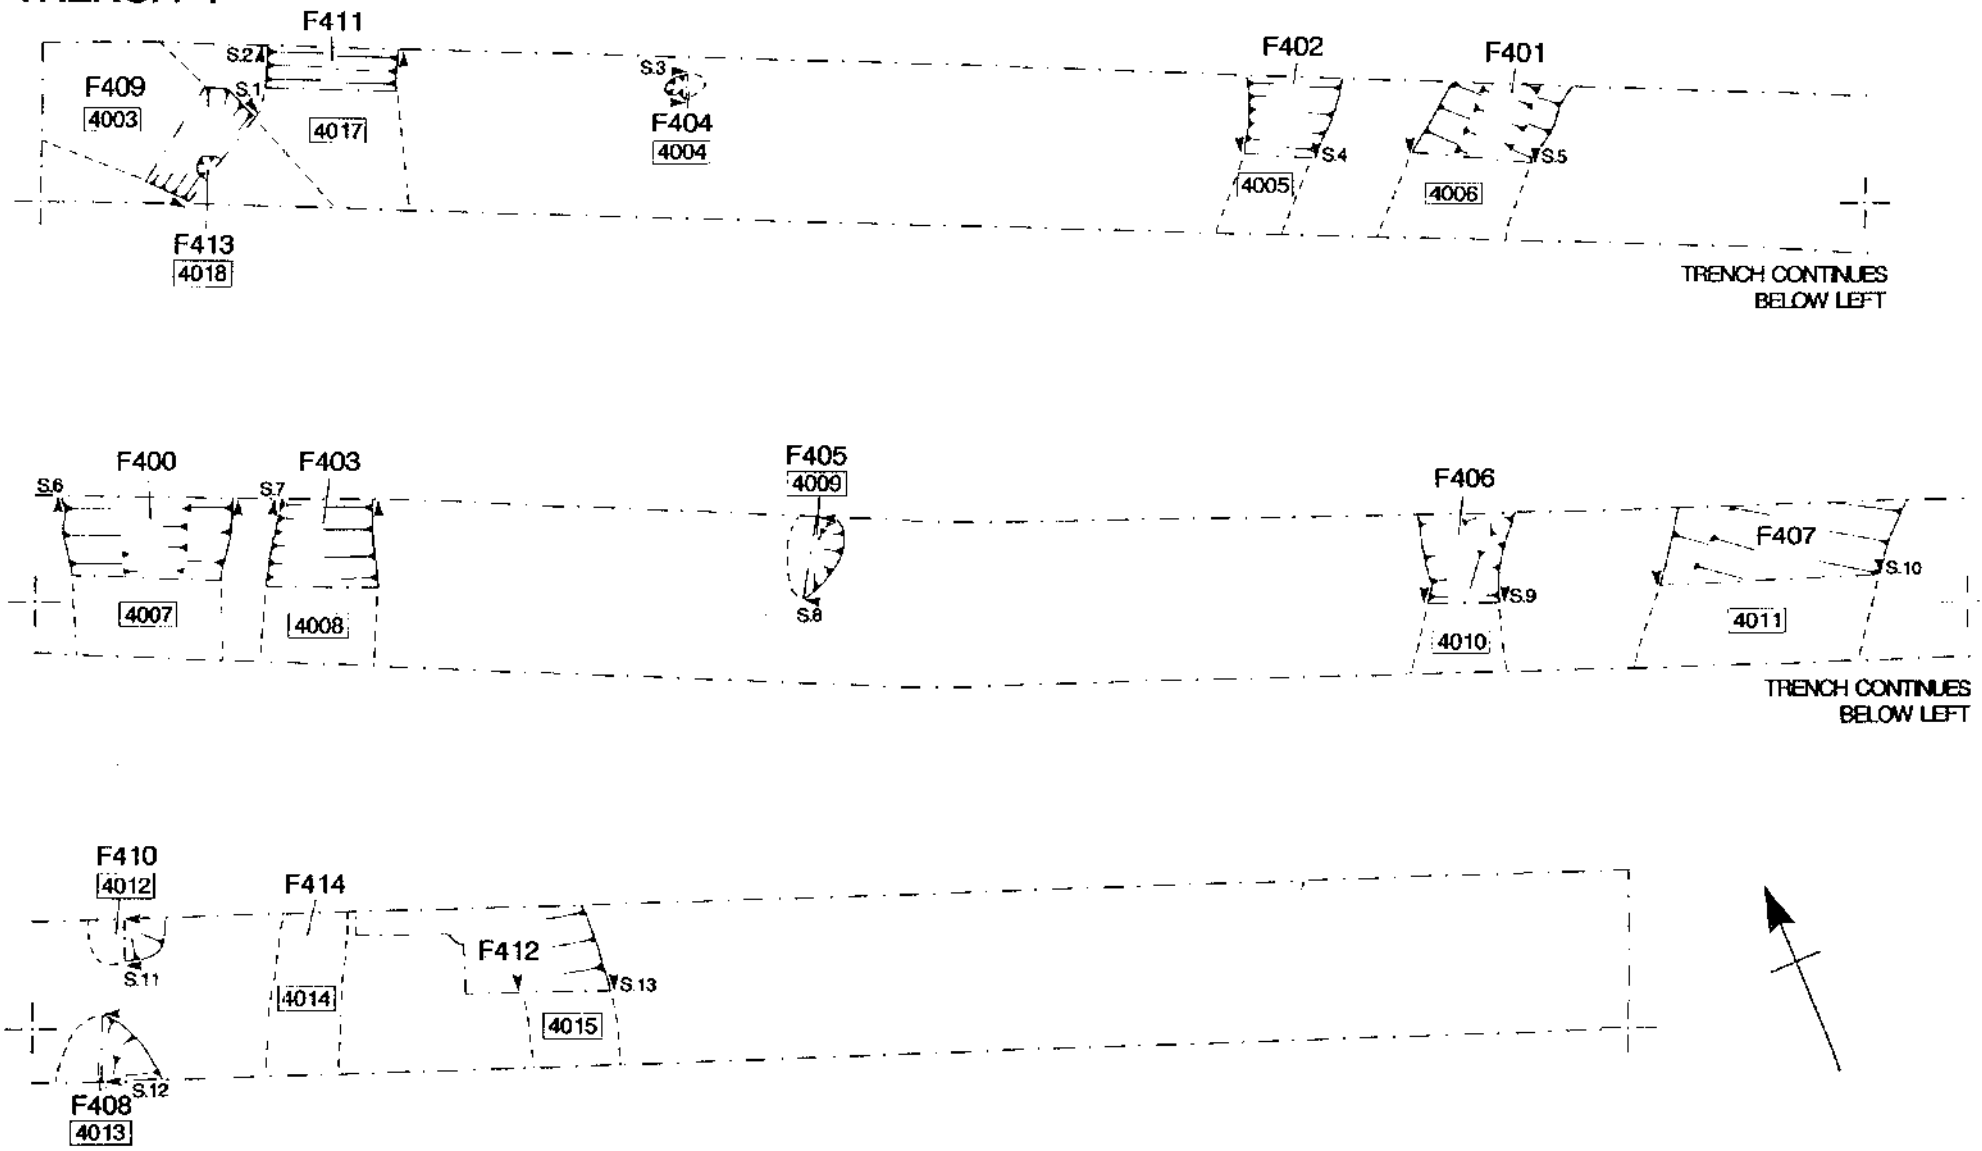 F411
S.2
F409
4003
S.1
4017
S.3
F404
4004
F402
F401
S.4
S.5
4005
4006
F413
4018
TRENCH CONTINUES
BELOW LEFT
F400
F403
S.6
S.7
4007
4008
F405
4009
S.8
F406
F407
S.9
S.10
4010
4011
TRENCH CONTINUES
BELOW LEFT
F410
4012
F414
S.11
4014
F412
S.13
4015
S.12
F408
4013